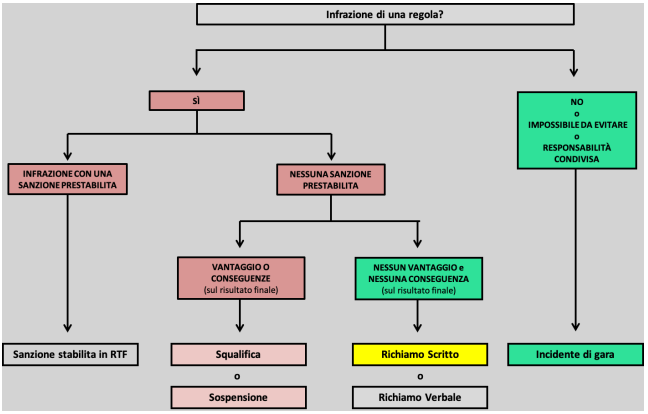 Infrazione di una regola?
SÌ
NO
o
IMPOSSIBILE DA EVITARE
o
RESPONSABILITÀ
CONDIVISA
INFRAZIONE CON UNA
SANZIONE PRESTABILITA
NESSUNA SANZIONE
PRESTABILITA
VANTAGGIO O
CONSEGUENZE
(sul risultato finale)
NESSUN VANTAGGIO e
NESSUNA CONSEGUENZA
(sul risultato finale)
Sanzione stabilita in RTF
Squalifica
o
Sospensione
Richiamo Scritto
o
Richiamo Verbale
Incidente di gara